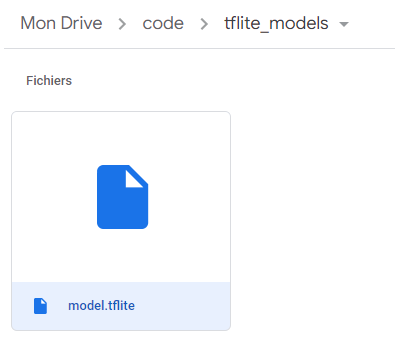 Mon Drive > code > tflite_models
Fichiers
model.tflite